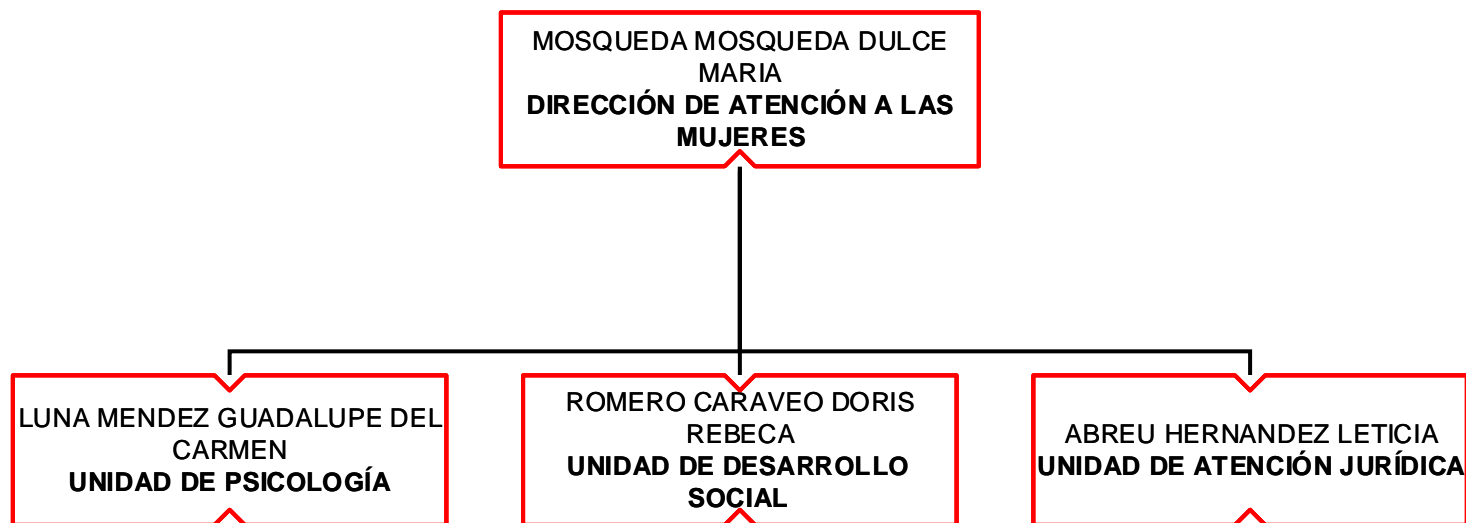 MOSQUEDA MOSQUEDA DULCE
MARIA
DIRECCIÓN DE ATENCIÓN A LAS
MUJERES
LUNA MENDEZ GUADALUPE DEL
CARMEN
UNIDAD DE PSICOLOGÍA
ROMERO CARAVEO DORIS
REBECA
UNIDAD DE DESARROLLO
SOCIAL
ABREU HERNANDEZ LETICIA
UNIDAD DE ATENCIÓN JURÍDICA